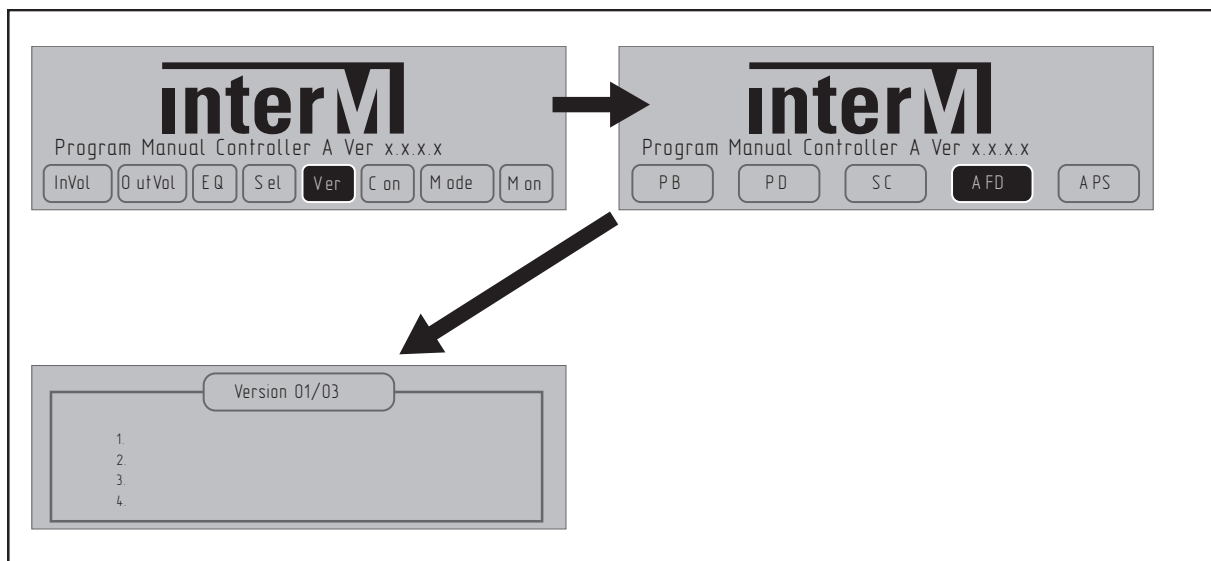 interM
Program Manual Controller A Ver x.x.x.x
InVol OutVol EQ Sel Ver Con Mode Mon
interM
Program Manual Controller A Ver x.x.x.x
PB PD SC AFD APS
Version 01/03
1.
2.
3.
4.